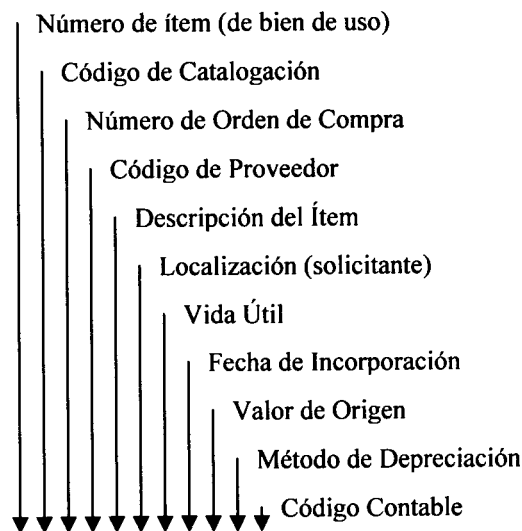 Número de ítem (de bien de uso)
Código de Catalogación
Número de Orden de Compra
Código de Proveedor
Descripción del Ítem
Localización (solicitante)
Vida Útil
Fecha de Incorporación
Valor de Origen
Método de Depreciación
Código Contable